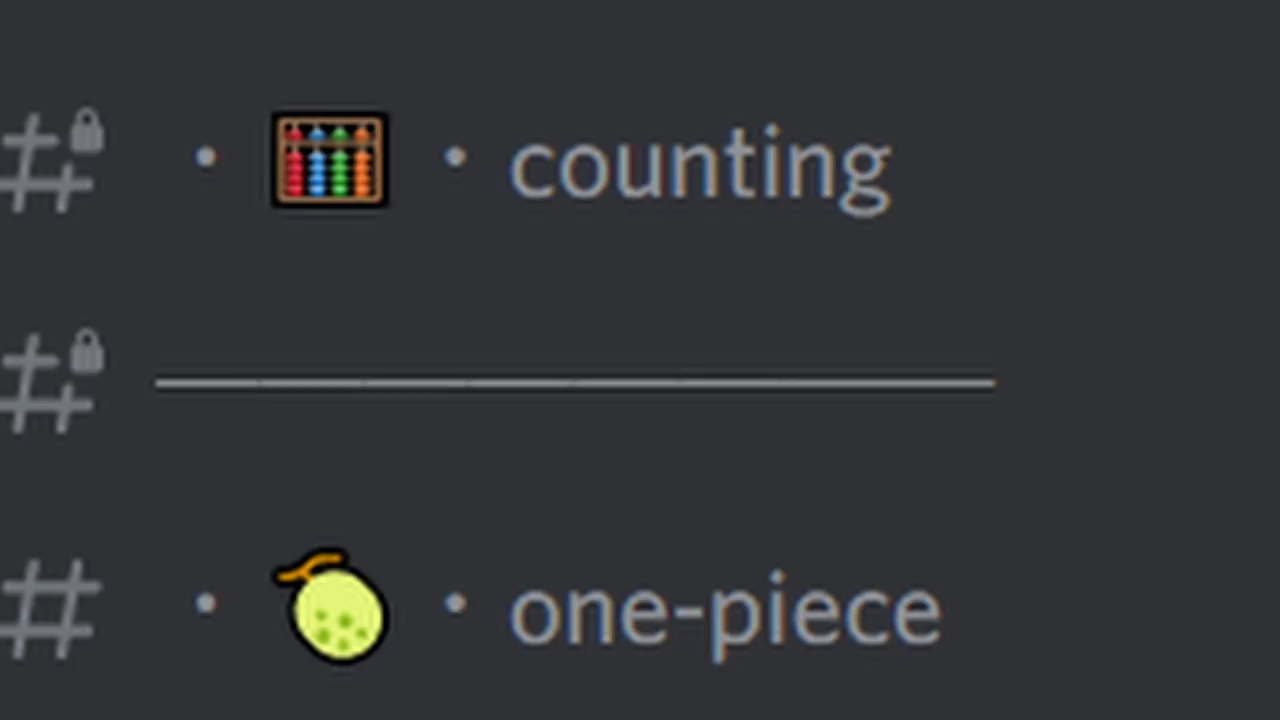 # • 🧮 • counting
# ────────
# • 🍈 • one-piece